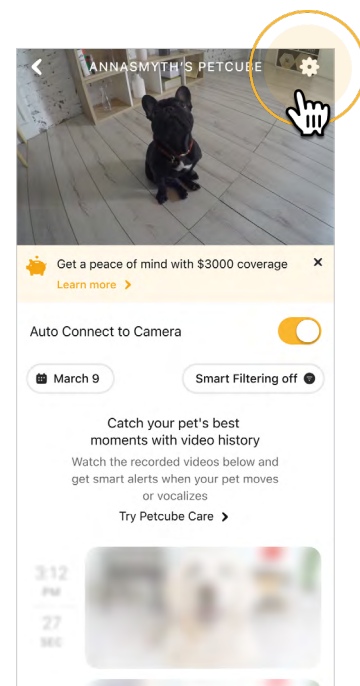 ANNASMYTH'S PETCUBE
Get a peace of mind with $3000 coverage
Learn more
Auto Connect to Camera
March 9
Smart Filtering off
Catch your pet's best
moments with video history
Watch the recorded videos below and
get smart alerts when your pet moves
or vocalizes
Try Petcube Care
3:12
PM
27
SEC